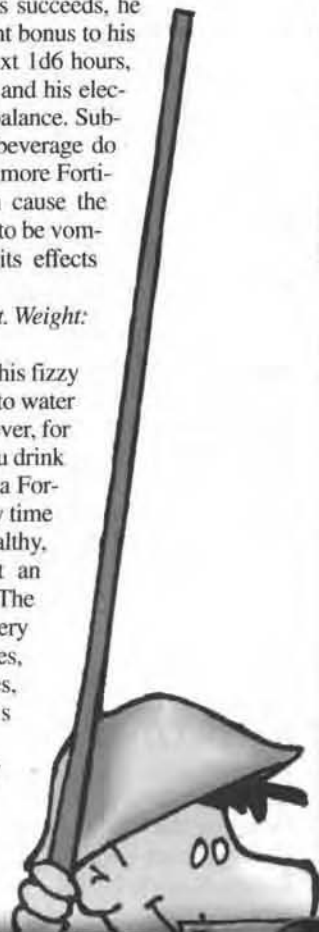 s succeeds, he
nt bonus to his
ext 1d6 hours,
and his elec-
balance. Sub-
beverage do
more Forti-
cause the
to be vom-
its effects
t. Weight:
his fizzy
to water
ver, for
u drink
a For-
y time
althy,
t an
The
ery
es,
es,
s